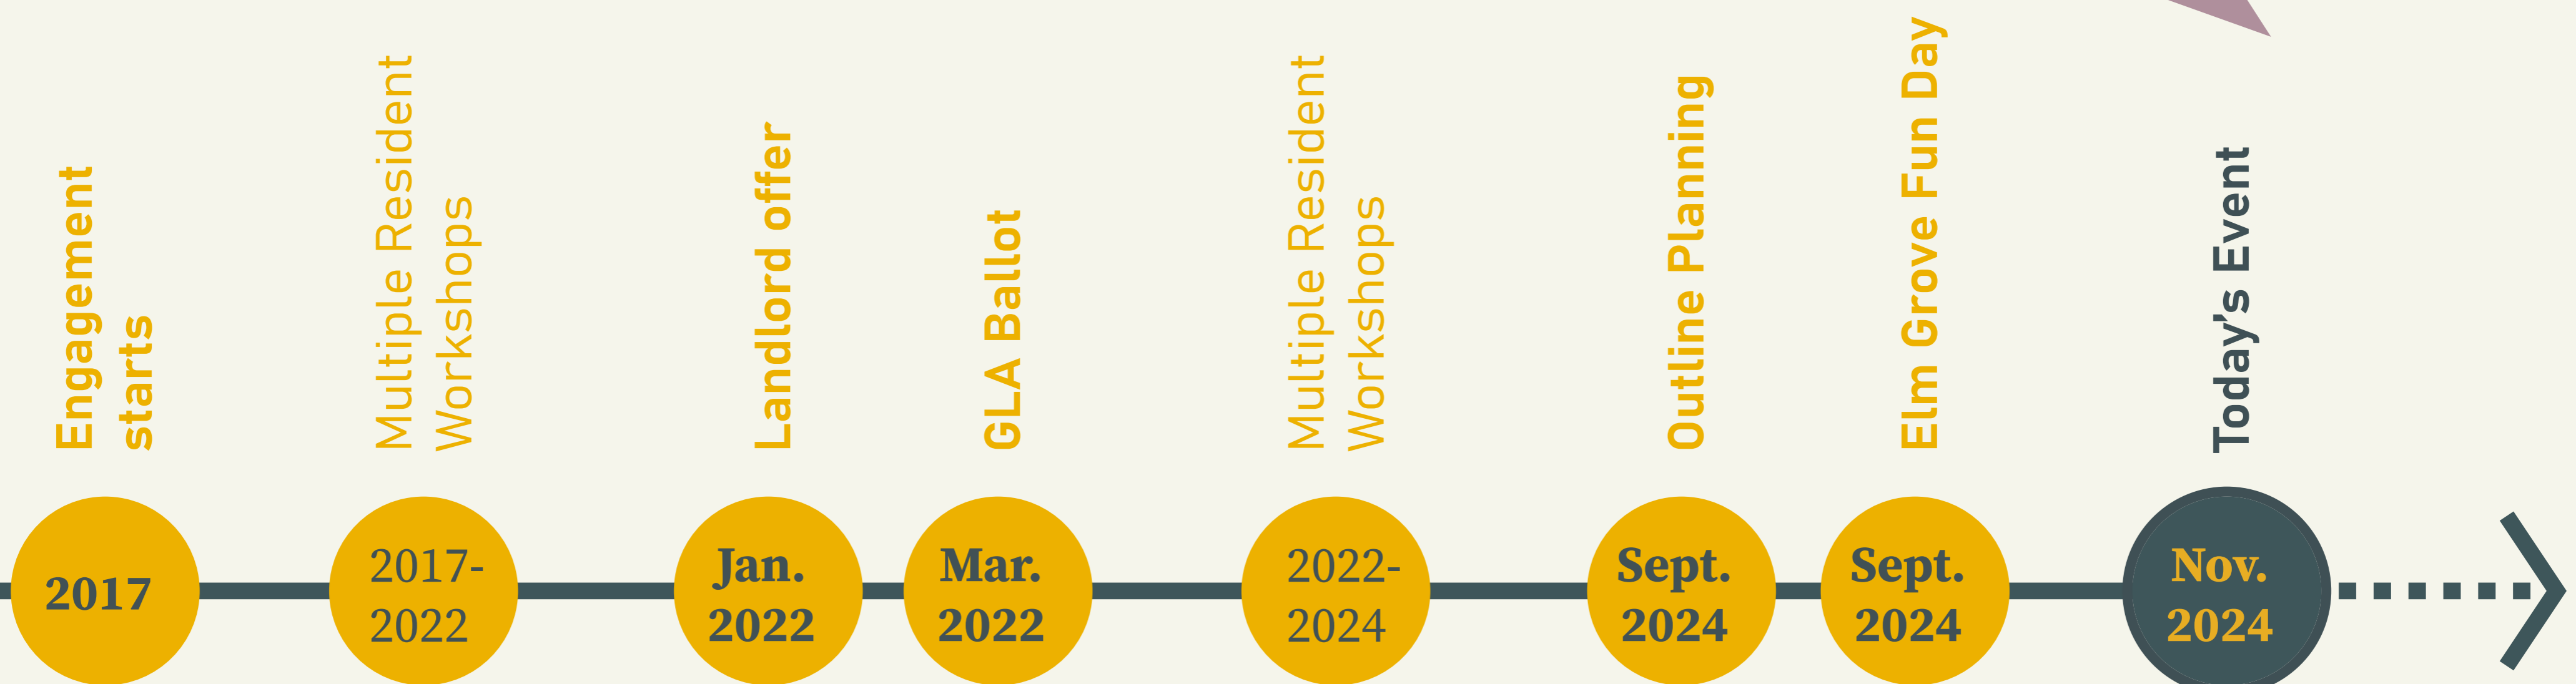 Engagement
starts
2017
Multiple Resident
Workshops
2017-
2022
Landlord offer
Jan.
2022
GLA Ballot
Mar.
2022
Multiple Resident
Workshops
2022-
2024
Outline Planning
Sept.
2024
Elm Grove Fun Day
Sept.
2024
Today’s Event
Nov.
2024